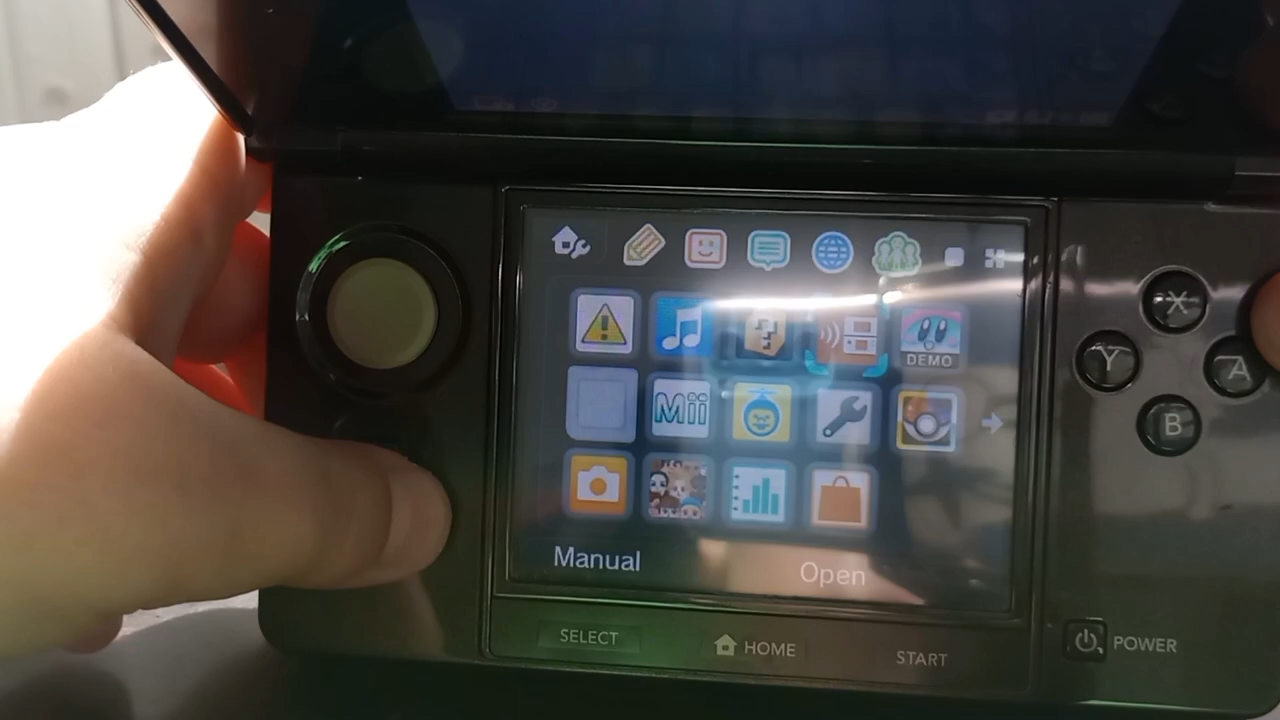 DEMO
Mii
Manual
Open
SELECT
HOME
START
POWER
X
Y
A
B